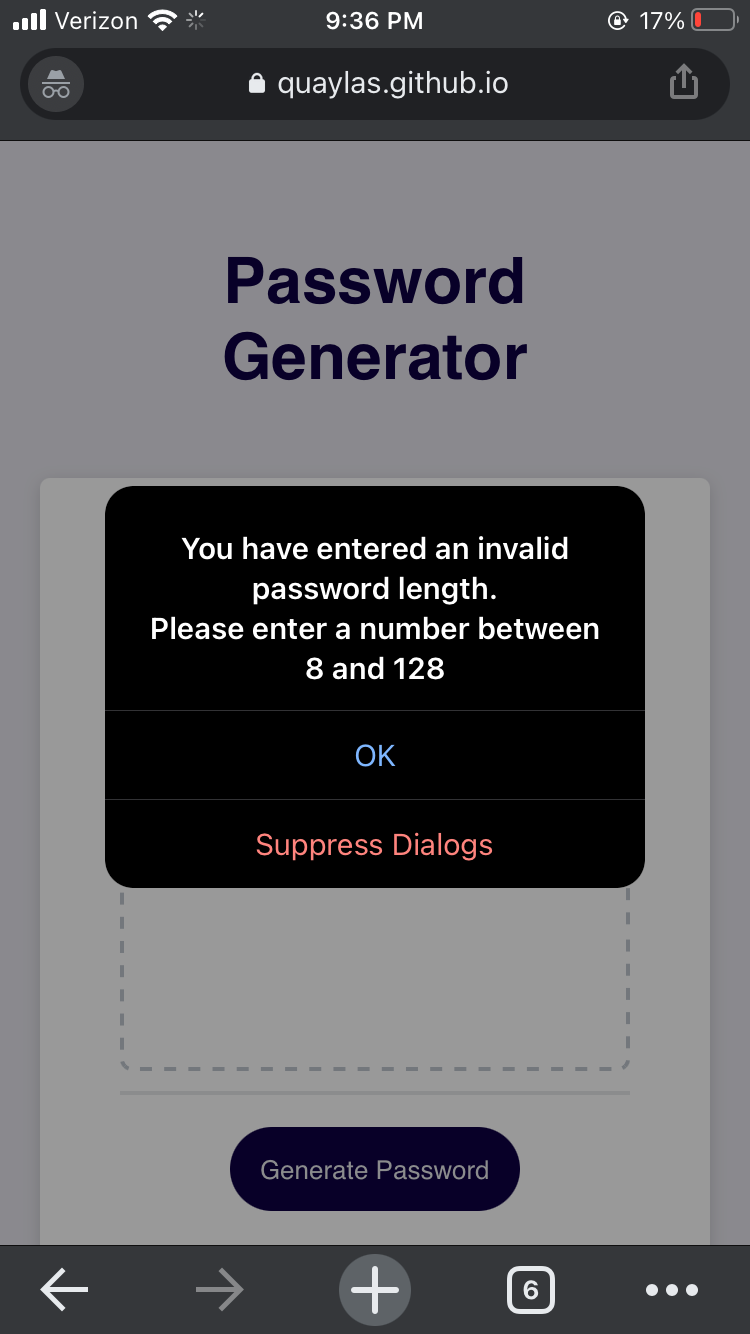 Verizon 9:36 PM 17%
quaylas.github.io
Password
Generator
You have entered an invalid
password length.
Please enter a number between
8 and 128
OK
Suppress Dialogs
Generate Password
6